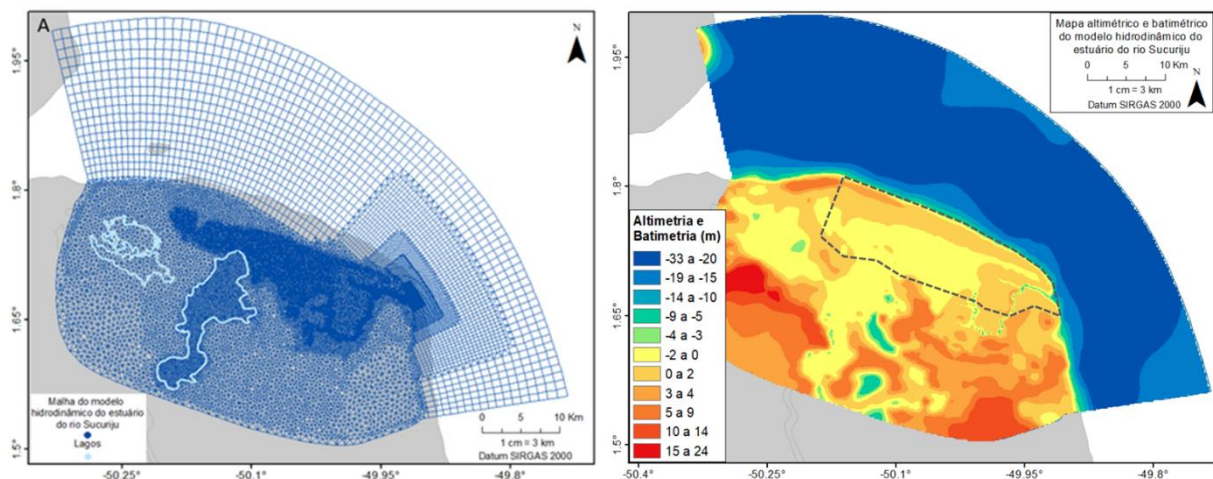 A
N
1.95°
1.8°
1.65°
1.5°
Malha do modelo
hidrodinâmico do estuário
do rio Sucuriju
Lagos
0 5 10 Km
1 cm = 3 km
Datum SIRGAS 2000
-50.25° -50.1° -49.95° -49.8°
Mapa altimétrico e batimétrico
do modelo hidrodinâmico do
estuário do rio Sucuriju
0 5 10 Km
N
1 cm = 3 km
Datum SIRGAS 2000
1.95°
1.8°
1.65°
1.5°
Altimetria e
Batimetria (m)
-33 a -20
-19 a -15
-14 a -10
-9 a -5
-4 a -3
-2 a 0
0 a 2
3 a 4
5 a 9
10 a 14
15 a 24
-50.4° -50.25° -50.1° -49.95° -49.8°